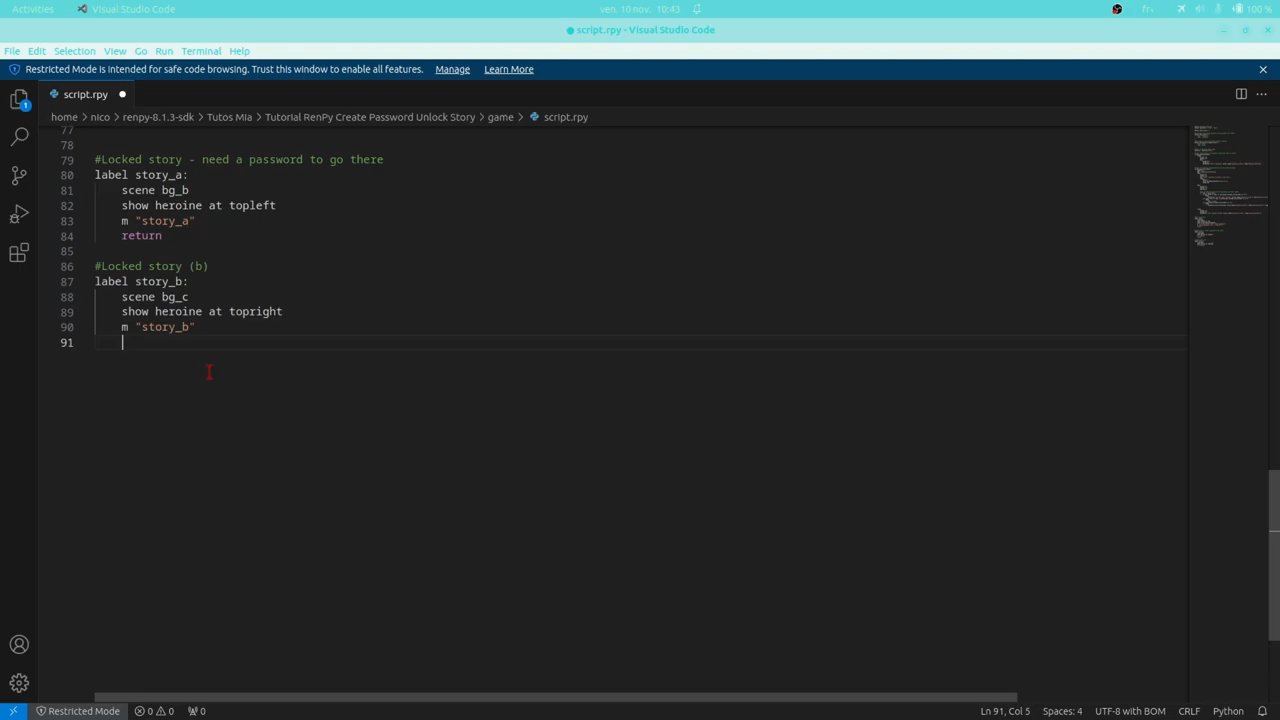 Activities
Visual Studio Code
ven. 10 nov. 10:43
fr
100 %
script.rpy - Visual Studio Code
File Edit Selection View Go Run Terminal Help
Restricted Mode is intended for safe code browsing. Trust this window to enable all features. Manage Learn More
script.rpy
home > nico > renpy-8.1.3-sdk > Tutos Mia > Tutorial RenPy Create Password Unlock Story > game > script.rpy
1
77
78
79 #Locked story - need a password to go there
80 label story_a:
81 scene bg_b
82 show heroine at topleft
83 m "story_a"
84 return
85
86 #Locked story (b)
87 label story_b:
88 scene bg_c
89 show heroine at topright
90 m "story_b"
91
Restricted Mode 0 0 0
Ln 91, Col 5 Spaces: 4 UTF-8 with BOM CRLF Python